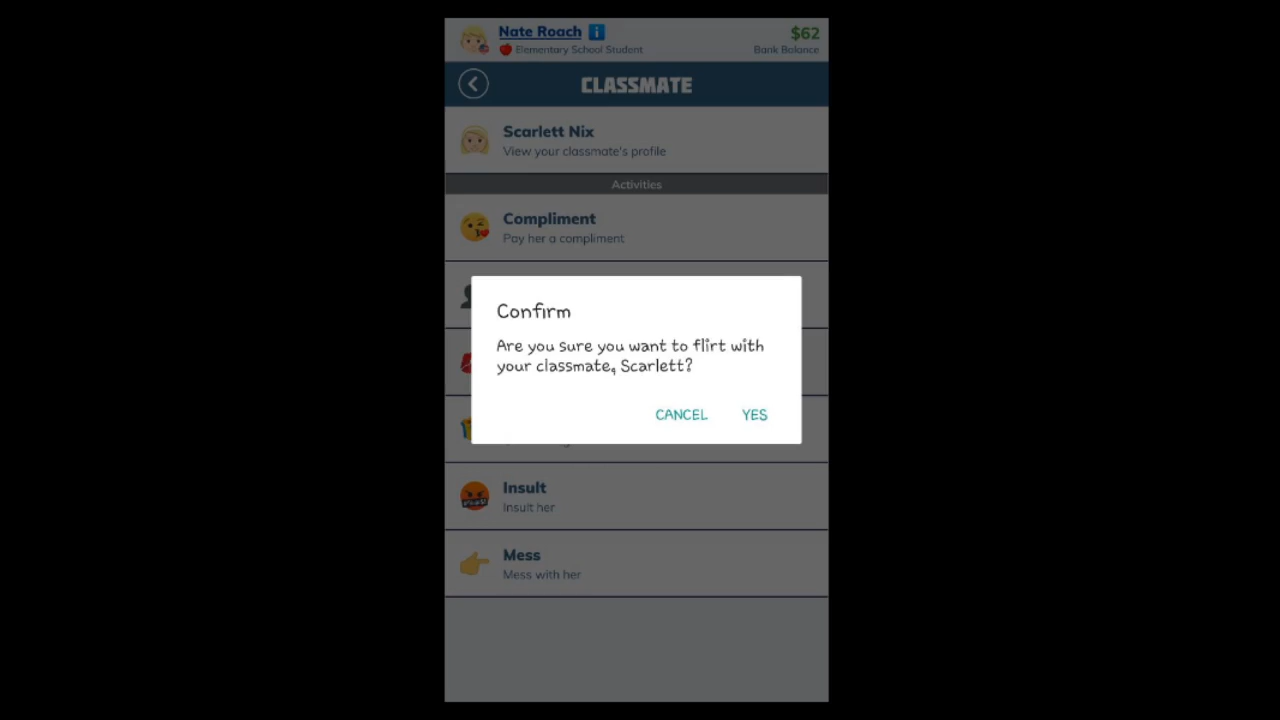 Nate Roach
$62
Elementary School Student
Bank Balance
CLASSMATE
Scarlett Nix
View your classmate's profile
Activities
Compliment
Pay her a compliment
Confirm
Are you sure you want to flirt with
your classmate, Scarlett?
CANCEL YES
Insult
Insult her
Mess
Mess with her